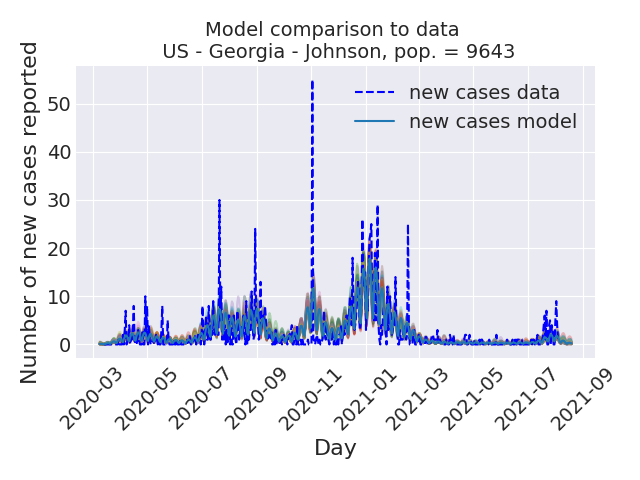 Model comparison to data
US - Georgia - Johnson, pop. = 9643
Number of new cases reported
50
40
30
20
10
0
new cases data
new cases model
2020-03
2020-05
2020-07
2020-09
2020-11
2021-01
2021-03
2021-05
2021-07
2021-09
Day